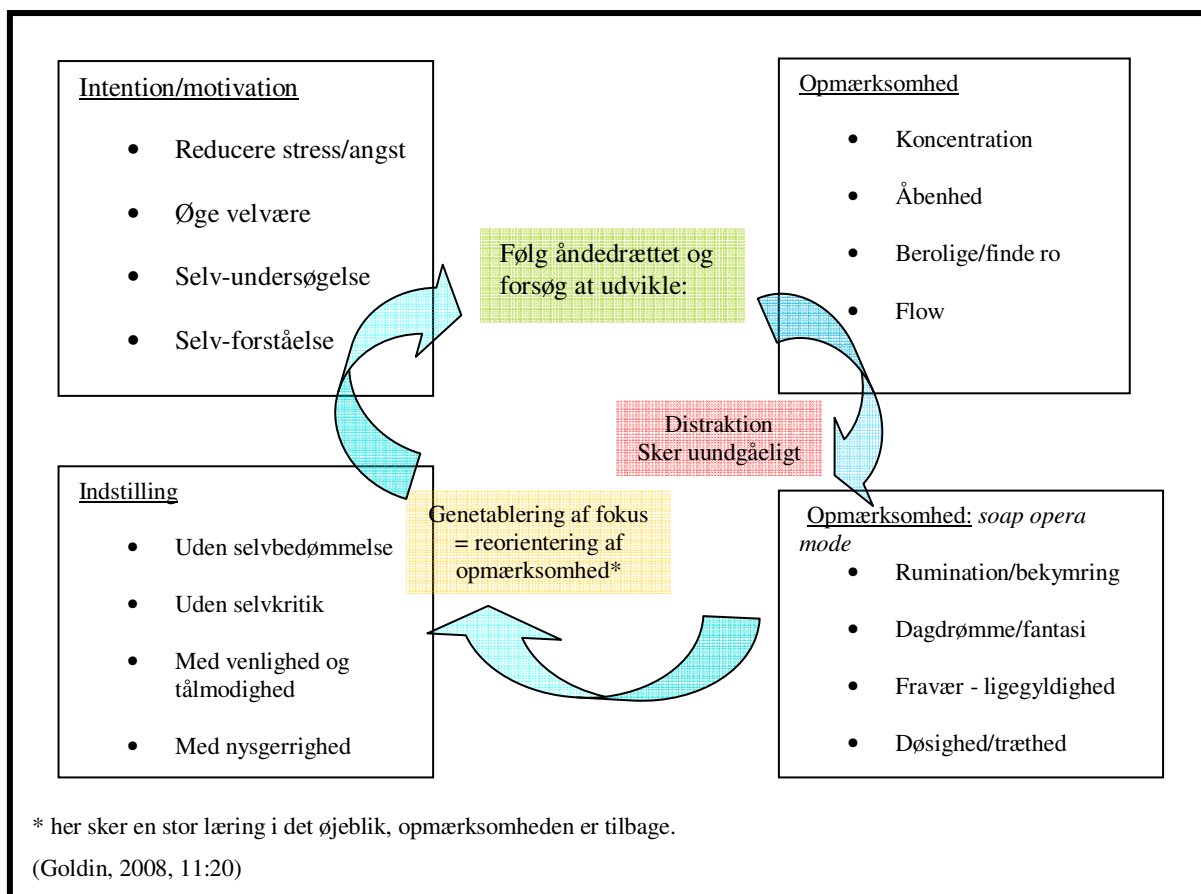 Intention/motivation
• Reducere stress/angst
• Øge velvære
• Selv-undersøgelse
• Selv-forståelse
Følg åndedrættet og
forsøg at udvikle:
Opmærksomhed
• Koncentration
• Åbenhed
• Berolige/finde ro
• Flow
Distraktion
Sker uundgåeligt
Opmærksomhed: soap opera
mode
• Rumination/bekymring
• Dagdrømme/fantasi
• Fravær - ligegyldighed
• Døsighed/træthed
Genetablering af fokus
= reorientering af
opmærksomhed*
Indstilling
• Uden selvbedømmelse
• Uden selvkritik
• Med venlighed og
tålmodighed
• Med nysgerrighed
* her sker en stor læring i det øjeblik, opmærksomheden er tilbage.
(Goldin, 2008, 11:20)